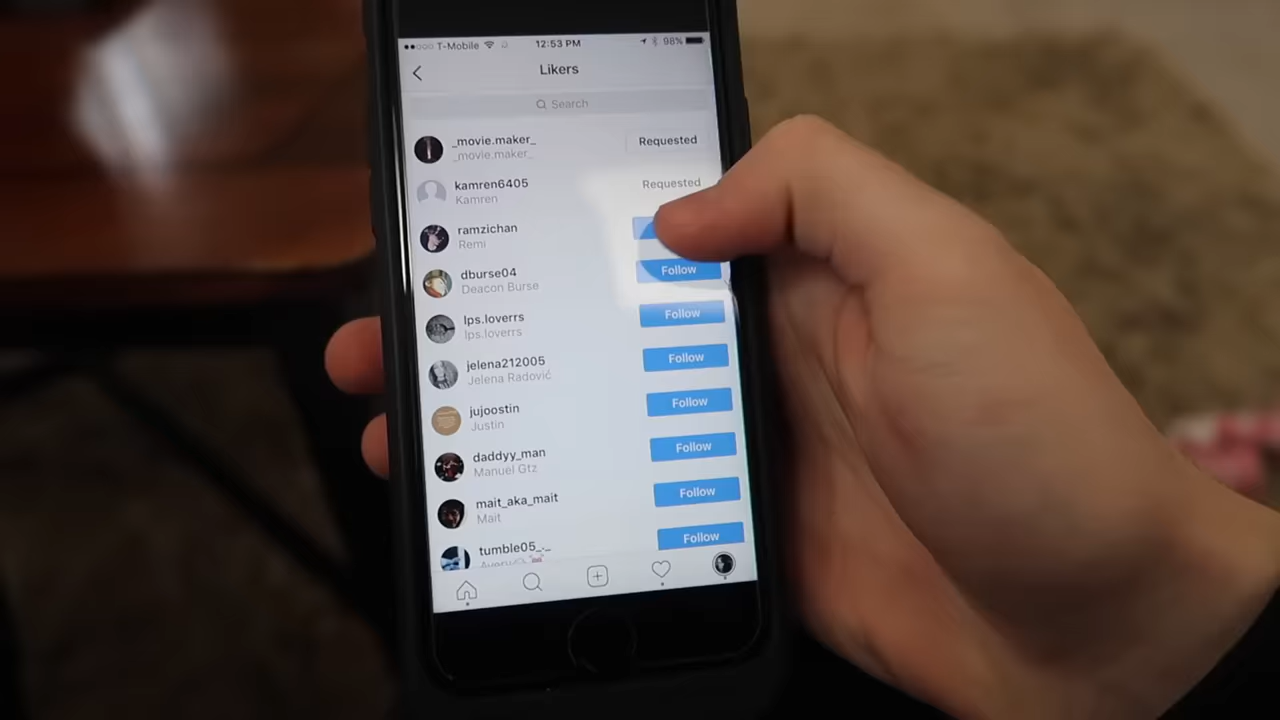 T-Mobile 12:53 PM 98%
Likers
Search
_movie.maker_ Requested
_movie.maker_
kamren6405 Requested
Kamren
ramzichan
Remi
dburse04 Follow
Deacon Burse
lps.loverrs Follow
lps.loverrs
jelena212005 Follow
Jelena Radović
jujoostin Follow
Justin
daddyy_man Follow
Manuel Gtz
mait_aka_mait Follow
Mait
tumble05_._ Follow